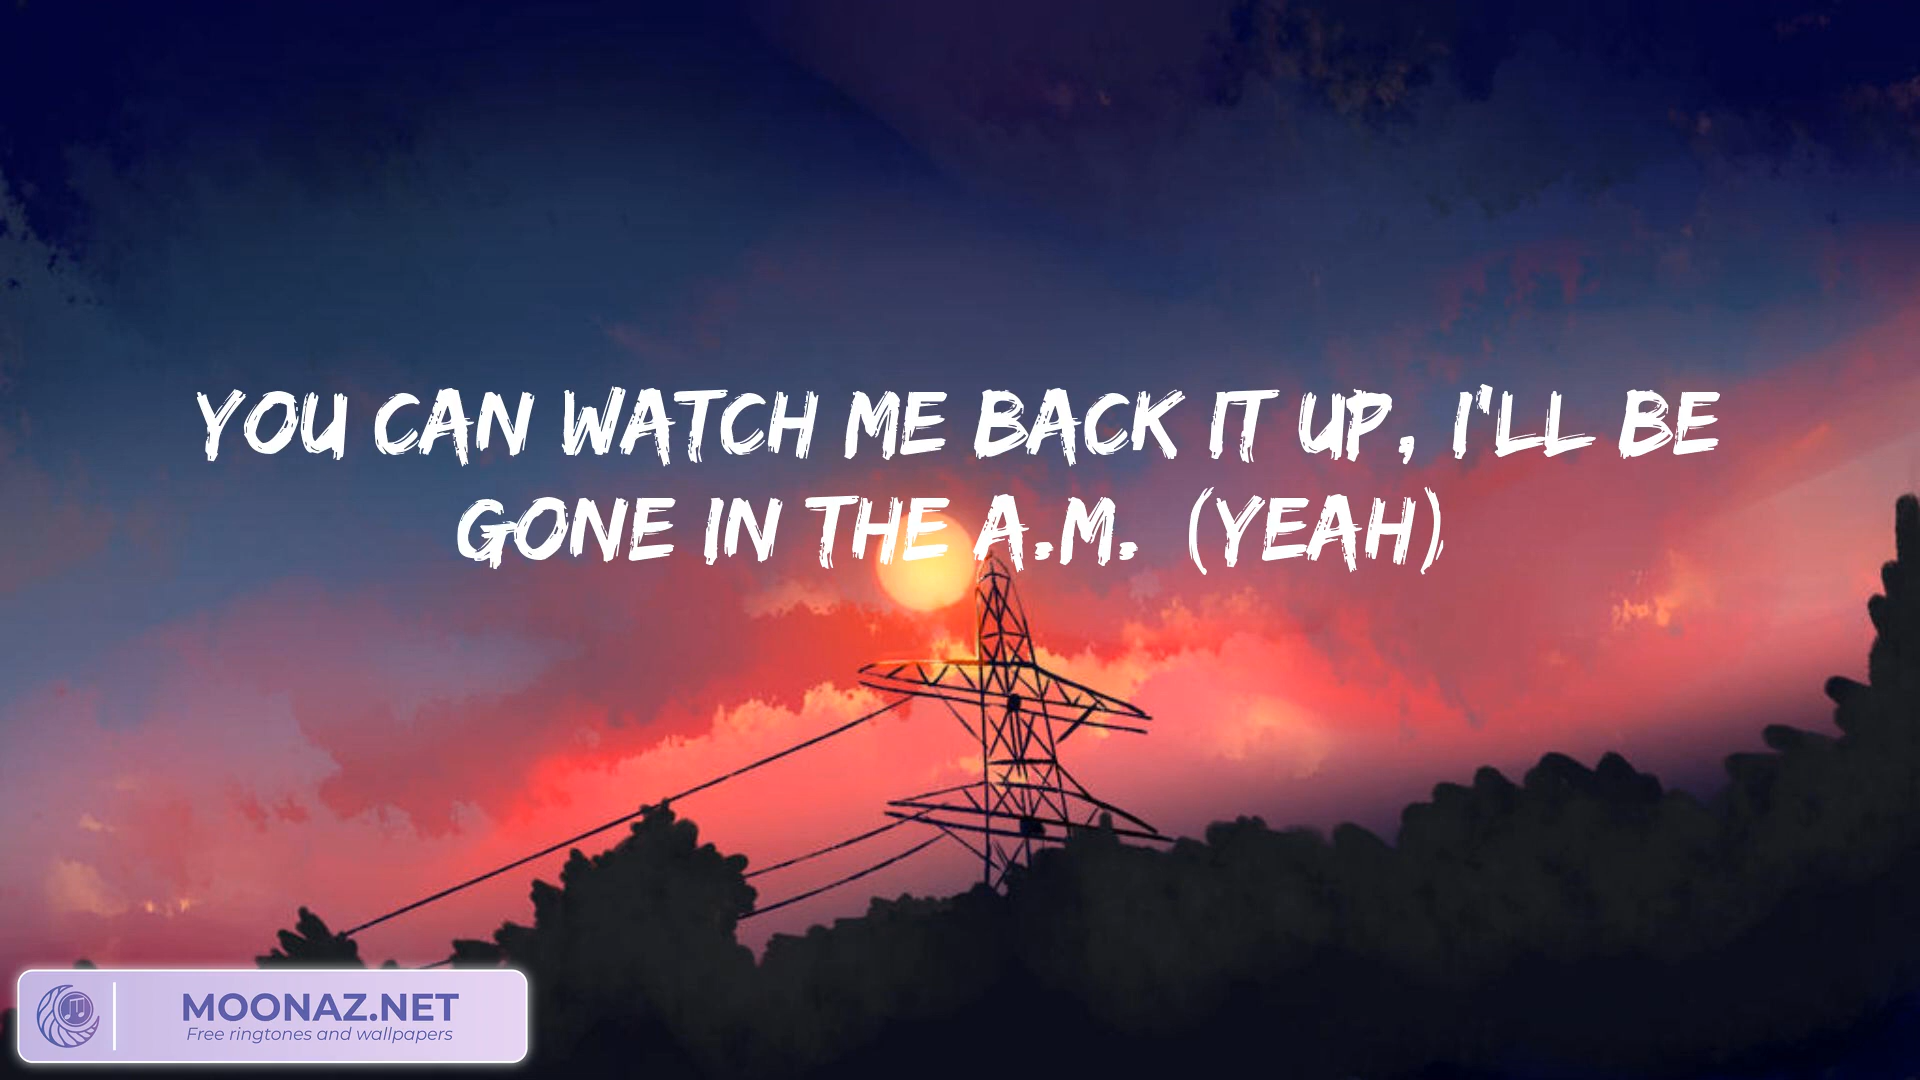 YOU CAN WATCH ME BACK IT UP, I'LL BE
GONE IN THE A.M. (YEAH)
MOONAZ.NET
Free ringtones and wallpapers